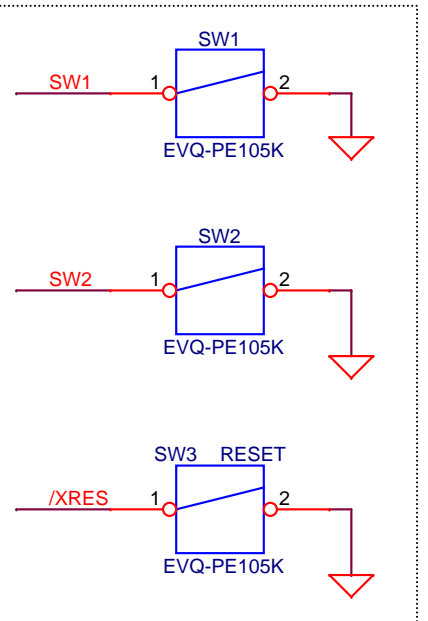 SW1
SW1 1 2
EVQ-PE105K
SW2
SW2 1 2
EVQ-PE105K
SW3 RESET
/XRES 1 2
EVQ-PE105K